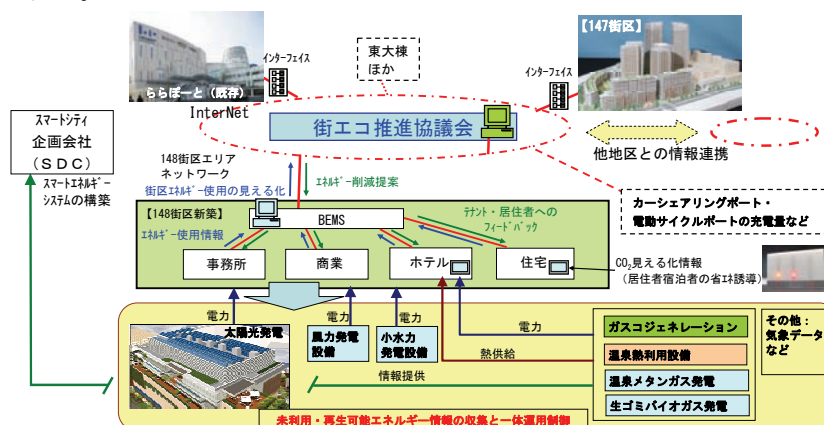 【147街区】
インターフェイス
東大棟
ほか
インターフェイス
ららぽーと（既存）
InterNet
街エコ推進協議会
スマートシティ
企画会社
（ＳＤＣ）
スマートエネルギー
システムの構築
148街区エリア
ネットワーク
街区エネルギー使用の見える化
エネルギー削減提案
他地区との情報連携
カーシェアリングポート・
電動サイクルポートの充電量など
【148街区新築】
BEMS
テナント・居住者への
フィードバック
エネルギー使用情報
事務所
商業
ホテル
住宅
CO₂見える化情報
（居住者宿泊者の省エネ誘導）
電力
電力
電力
電力
太陽光発電
風力発電
設備
小水力
発電設備
熱供給
情報提供
ガスコジェネレーション
温泉熱利用設備
温泉メタンガス発電
生ゴミバイオガス発電
その他：
気象データ
など
未利用・再生可能エネルギー情報の収集と一体運用制御